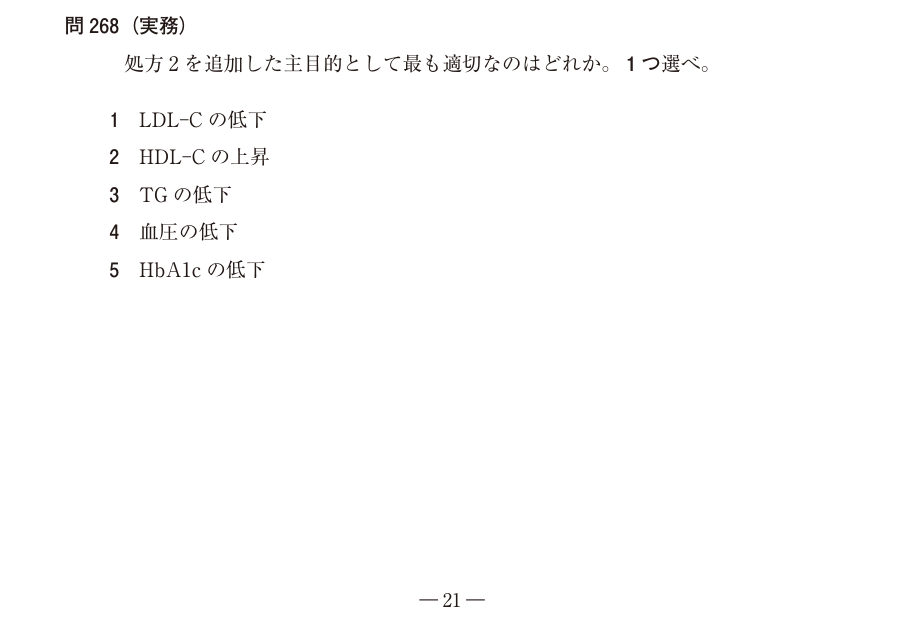 問 268 （実務）
処方 2 を追加した主目的として最も適切なのはどれか。1 つ選べ。
1 LDL-C の低下
2 HDL-C の上昇
3 TG の低下
4 血圧の低下
5 HbA1c の低下
— 21 —